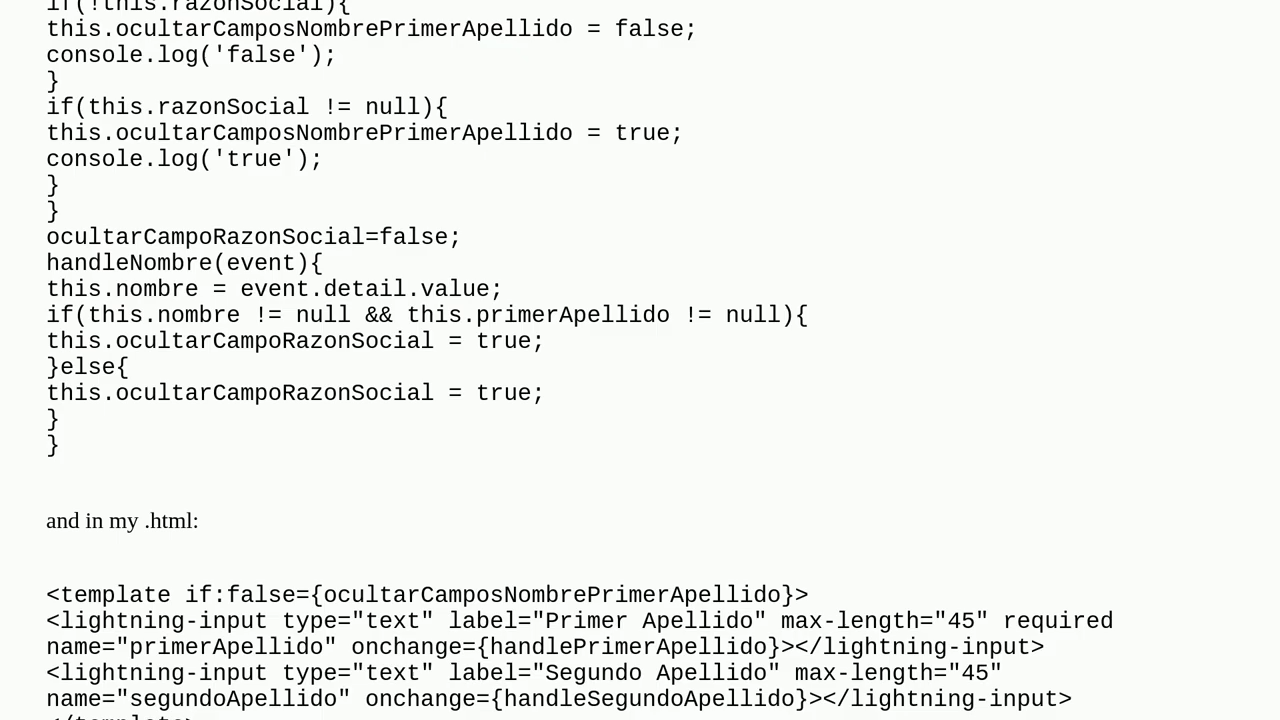 if(!this.razonSocial){
this.ocultarCamposNombrePrimerApellido = false;
console.log('false');
}
if(this.razonSocial != null){
this.ocultarCamposNombrePrimerApellido = true;
console.log('true');
}
}
ocultarCampoRazonSocial=false;
handleNombre(event){
this.nombre = event.detail.value;
if(this.nombre != null && this.primerApellido != null){
this.ocultarCampoRazonSocial = true;
}else{
this.ocultarCampoRazonSocial = true;
}
}
and in my .html:
<template if:false={ocultarCamposNombrePrimerApellido}>
<lightning-input type="text" label="Primer Apellido" max-length="45" required
name="primerApellido" onchange={handlePrimerApellido}></lightning-input>
<lightning-input type="text" label="Segundo Apellido" max-length="45"
name="segundoApellido" onchange={handleSegundoApellido}></lightning-input>
</template>